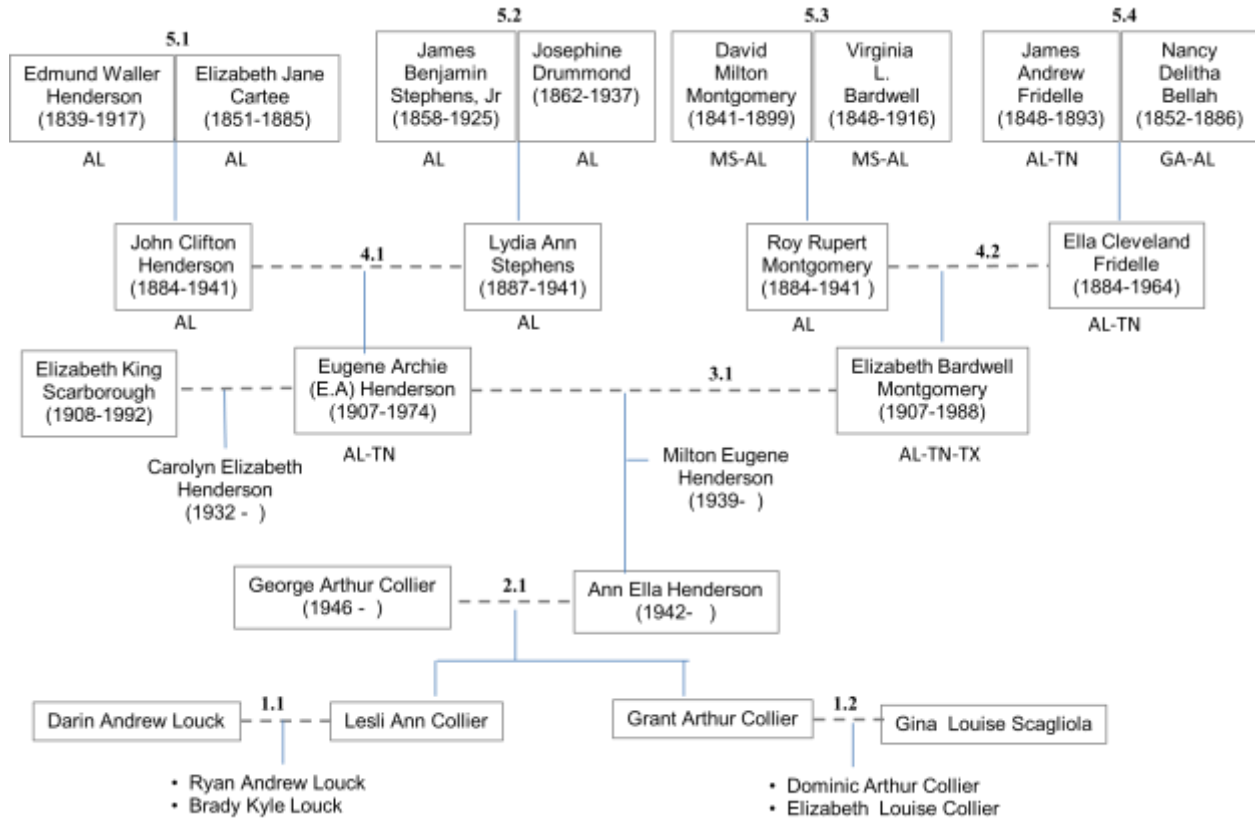 5.1
5.2
5.3
5.4
Edmund Waller
Henderson
(1839-1917)
Elizabeth Jane
Cartee
(1851-1885)
James
Benjamin
Stephens, Jr
(1858-1925)
Josephine
Drummond
(1862-1937)
David
Milton
Montgomery
(1841-1899)
Virginia
L.
Bardwell
(1848-1916)
James
Andrew
Fridelle
(1848-1893)
Nancy
Delitha
Bellah
(1852-1886)
AL
AL
AL
AL
MS-AL
MS-AL
AL-TN
GA-AL
John Clifton
Henderson
(1884-1941)
4.1
Lydia Ann
Stephens
(1887-1941)
Roy Rupert
Montgomery
(1884-1941 )
4.2
Ella Cleveland
Fridelle
(1884-1964)
AL
AL
AL
AL-TN
Elizabeth King
Scarborough
(1908-1992)
Eugene Archie
(E.A) Henderson
(1907-1974)
3.1
Elizabeth Bardwell
Montgomery
(1907-1988)
AL-TN
AL-TN-TX
Carolyn Elizabeth
Henderson
(1932 - )
Milton Eugene
Henderson
(1939- )
George Arthur Collier
(1946 - )
2.1
Ann Ella Henderson
(1942- )
Darin Andrew Louck
1.1
Lesli Ann Collier
Grant Arthur Collier
1.2
Gina Louise Scagliola
• Ryan Andrew Louck
• Brady Kyle Louck
• Dominic Arthur Collier
• Elizabeth Louise Collier